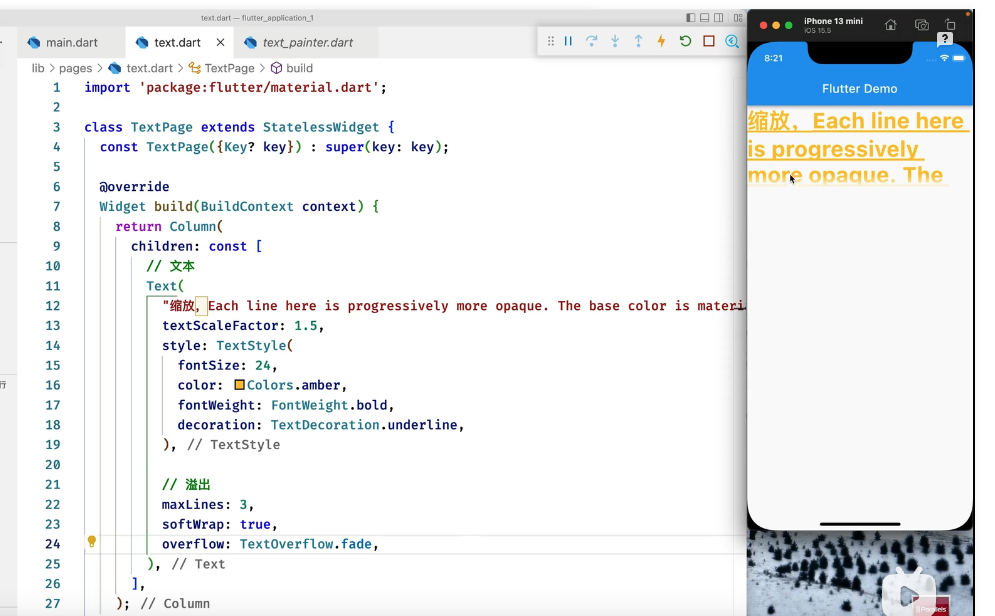 text.dart — flutter_application_1
main.dart
text.dart
text_painter.dart
lib > pages > text.dart > TextPage > build
1 import 'package:flutter/material.dart';
2
3 class TextPage extends StatelessWidget {
4 const TextPage({Key? key}) : super(key: key);
5
6 @override
7 Widget build(BuildContext context) {
8 return Column(
9 children: const [
10 // 文本
11 Text(
12 "缩放，Each line here is progressively more opaque. The base color is materi
13 textScaleFactor: 1.5,
14 style: TextStyle(
15 fontSize: 24,
16 color: Colors.amber,
17 fontWeight: FontWeight.bold,
18 decoration: TextDecoration.underline,
19 ), // TextStyle
20
21 // 溢出
22 maxLines: 3,
23 softWrap: true,
24 overflow: TextOverflow.fade,
25 ), // Text
26 ],
27 ); // Column
行
iPhone 13 mini
iOS 15.5
8:21
Flutter Demo
缩放，Each line here
is progressively
more opaque. The
Parallels